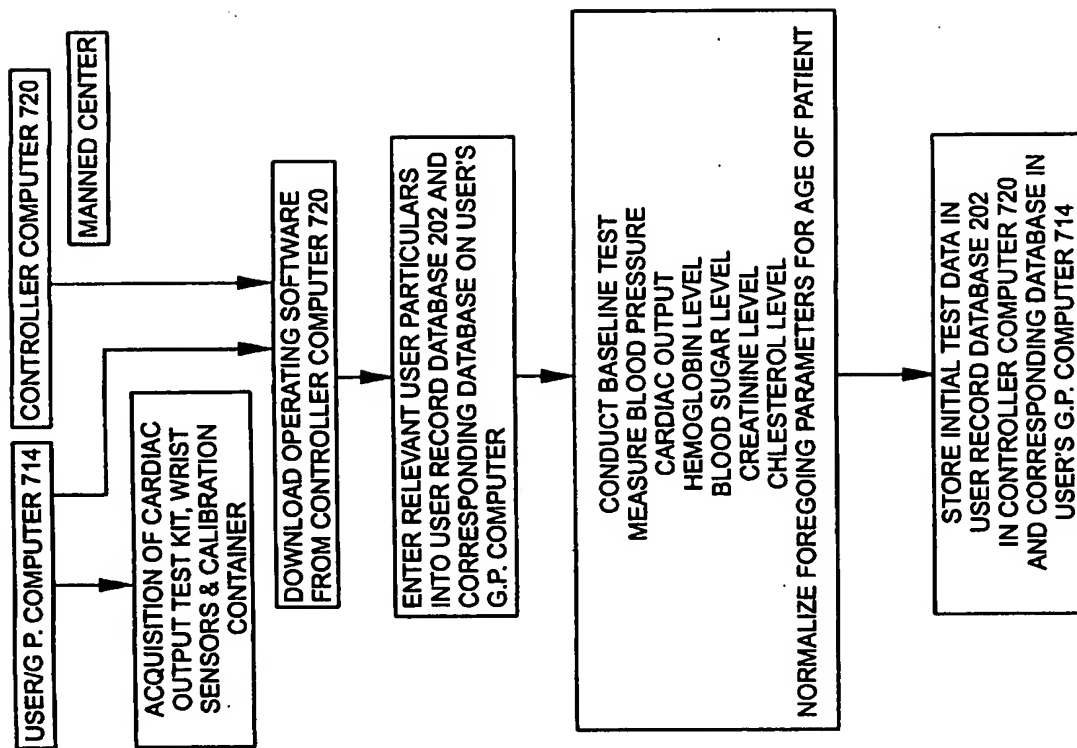 USER/G P. COMPUTER 714
CONTROLLER COMPUTER 720
MANNED CENTER
ACQUISITION OF CARDIAC
OUTPUT TEST KIT, WRIST
SENSORS & CALIBRATION
CONTAINER
DOWNLOAD OPERATING SOFTWARE
FROM CONTROLLER COMPUTER 720
ENTER RELEVANT USER PARTICULARS
INTO USER RECORD DATABASE 202 AND
CORRESPONDING DATABASE ON USER'S
G.P. COMPUTER
CONDUCT BASELINE TEST
MEASURE BLOOD PRESSURE
CARDIAC OUTPUT
HEMOGLOBIN LEVEL
BLOOD SUGAR LEVEL
CREATININE LEVEL
CHLESTEROL LEVEL
NORMALIZE FOREGOING PARAMETERS FOR AGE OF PATIENT
STORE INITIAL TEST DATA IN
USER RECORD DATABASE 202
IN CONTROLLER COMPUTER 720
AND CORRESPONDING DATABASE IN
USER'S G.P. COMPUTER 714